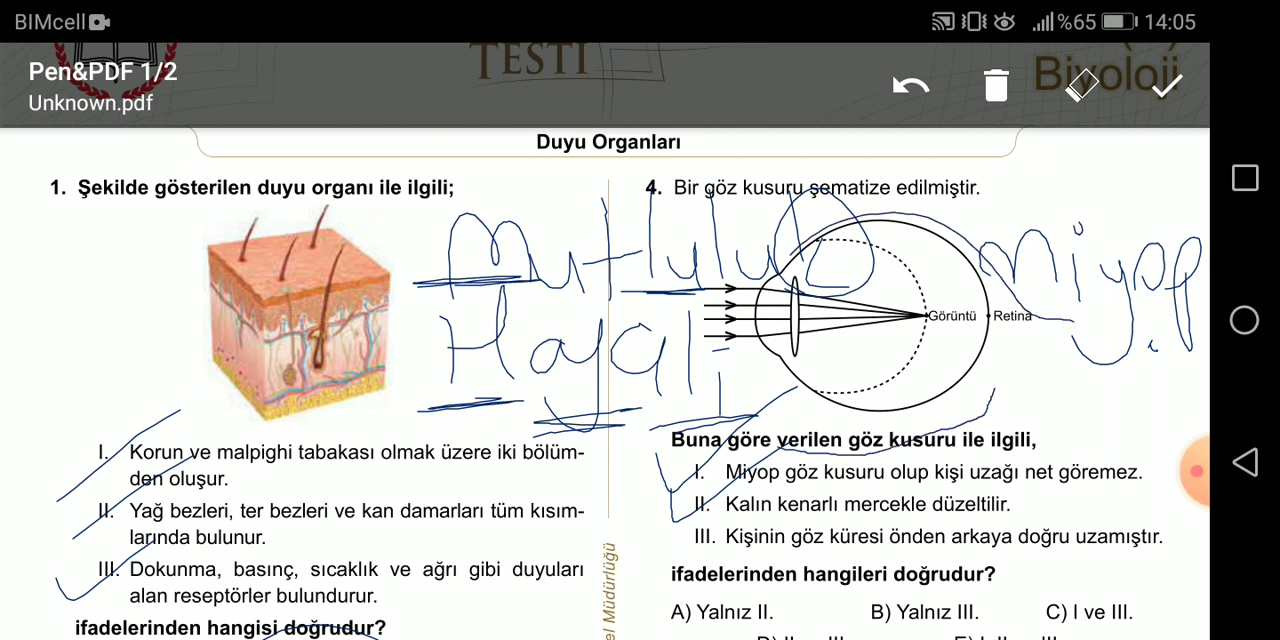 BIMcell
%65 14:05
TESTİ
Biyoloji
Pen&PDF 1/2
Unknown.pdf
Duyu Organları
1. Şekilde gösterilen duyu organı ile ilgili;
I. Korun ve malpighi tabakası olmak üzere iki bölüm-
den oluşur.
II. Yağ bezleri, ter bezleri ve kan damarları tüm kısım-
larında bulunur.
III. Dokunma, basınç, sıcaklık ve ağrı gibi duyuları
alan reseptörler bulundurur.
ifadelerinden hangisi doğrudur?
Hayal
4. Bir göz kusuru şematize edilmiştir.
Miyop
Görüntü
Retina
Buna göre verilen göz kusuru ile ilgili,
I. Miyop göz kusuru olup kişi uzağı net göremez.
II. Kalın kenarlı mercekle düzeltilir.
III. Kişinin göz küresi önden arkaya doğru uzamıştır.
ifadelerinden hangileri doğrudur?
A) Yalnız II. B) Yalnız III. C) I ve III.
Müdürlüğü